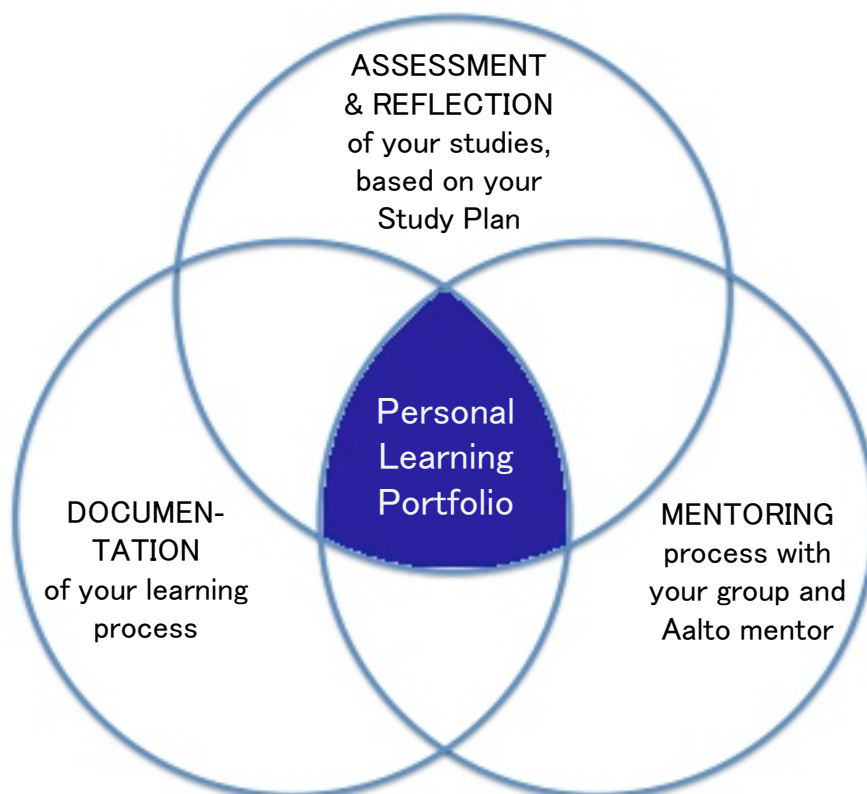 ASSESSMENT
& REFLECTION
of your studies,
based on your
Study Plan
Personal
Learning
Portfolio
DOCUMEN-
TATION
of your learning
process
MENTORING
process with
your group and
Aalto mentor